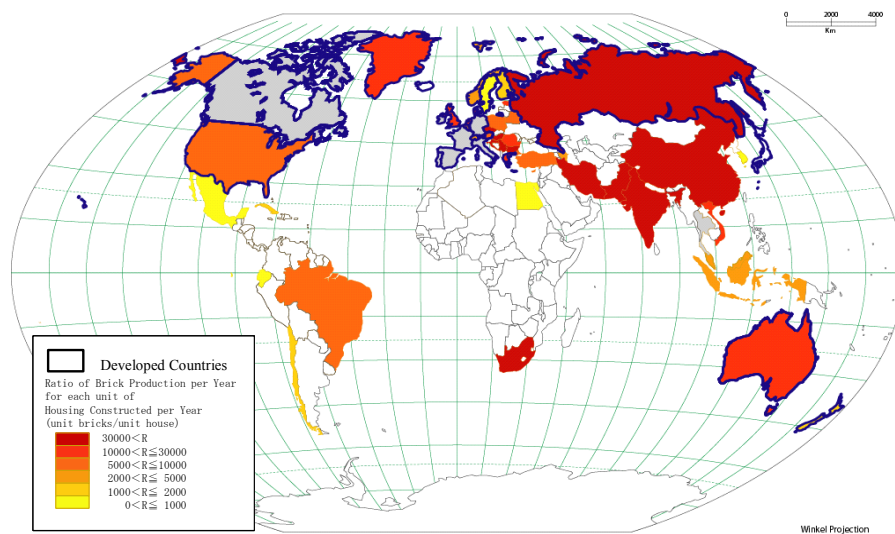 0 2000 4000
Km
Developed Countries
Ratio of Brick Production per Year
for each unit of
Housing Constructed per Year
(unit bricks/unit house)
30000<R
10000<R≦30000
5000<R≦10000
2000<R≦ 5000
1000<R≦ 2000
0<R≦ 1000
Winkel Projection